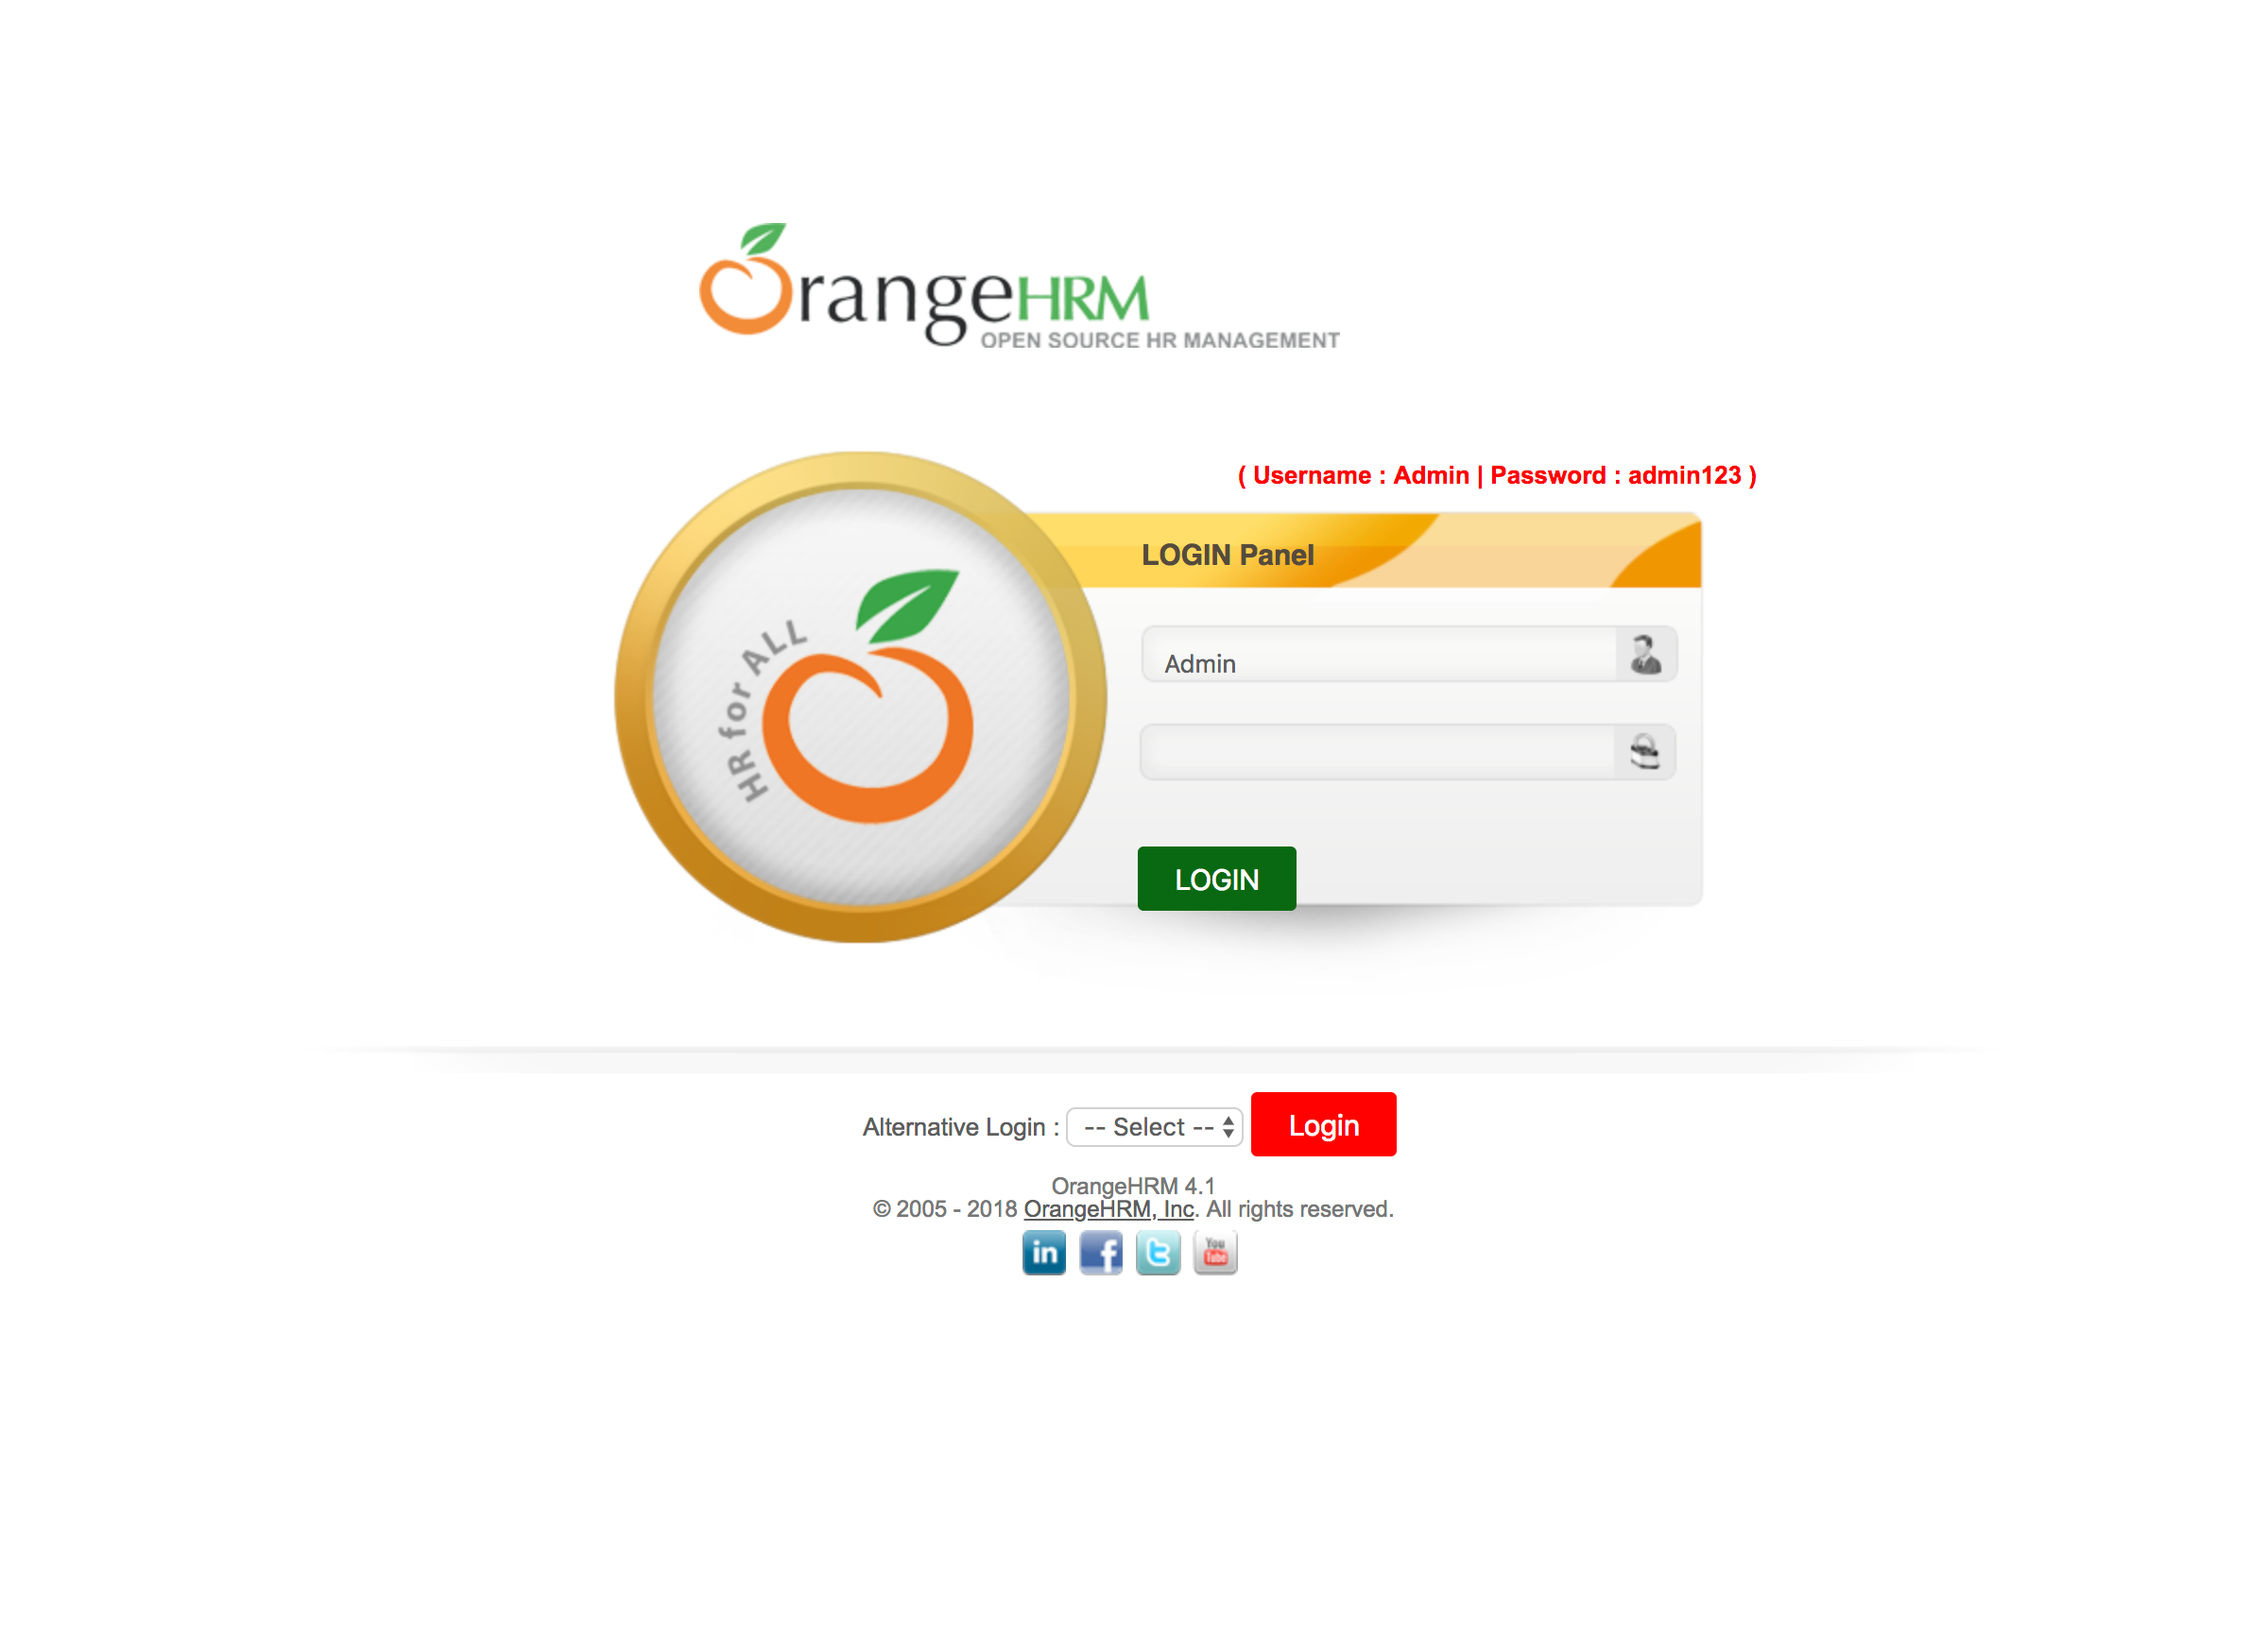 OrangeHRM
OPEN SOURCE HR MANAGEMENT
( Username : Admin | Password : admin123 )
LOGIN Panel
HR for ALL
Admin
LOGIN
Alternative Login : -- Select -- Login
OrangeHRM 4.1
© 2005 - 2018 OrangeHRM, Inc. All rights reserved.
in f t You Tube